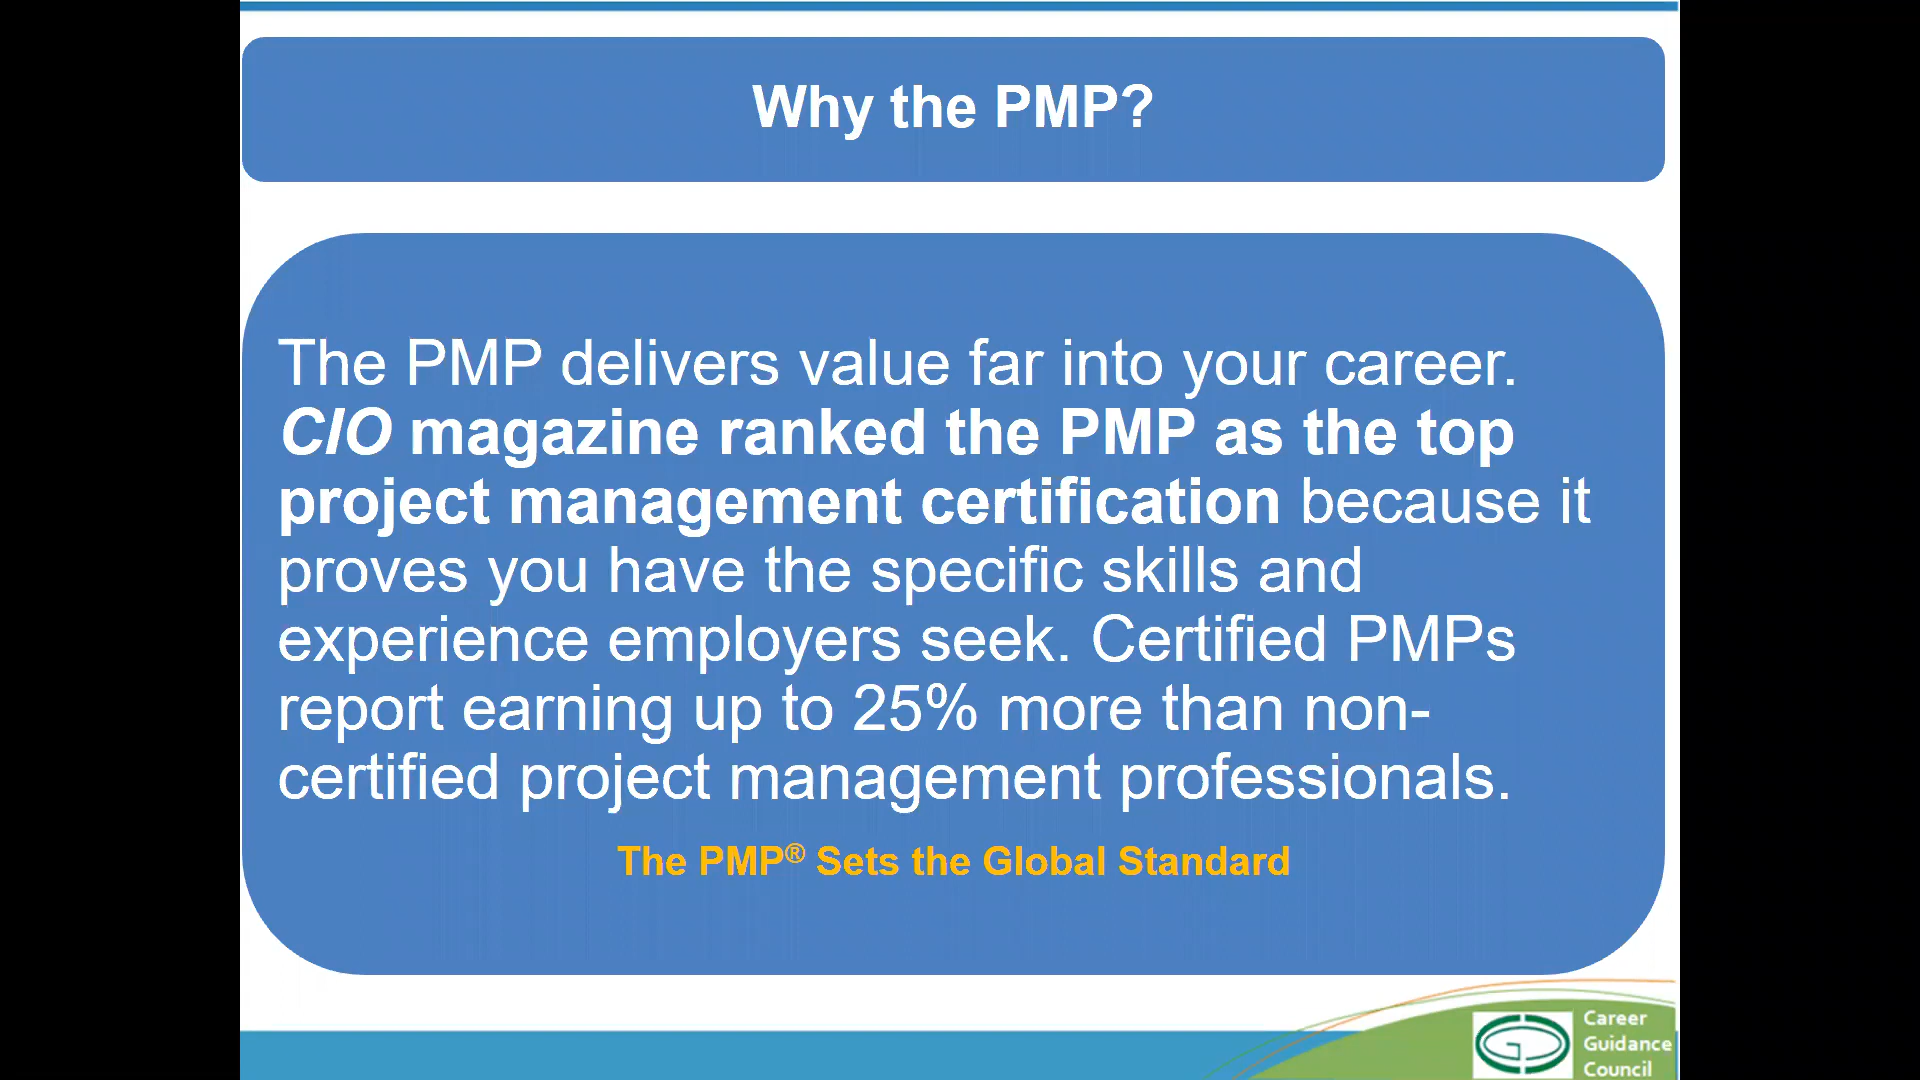 Why the PMP?
The PMP delivers value far into your career.
CIO magazine ranked the PMP as the top
project management certification because it
proves you have the specific skills and
experience employers seek. Certified PMPs
report earning up to 25% more than non-
certified project management professionals.
The PMP® Sets the Global Standard
Career
Guidance
Council